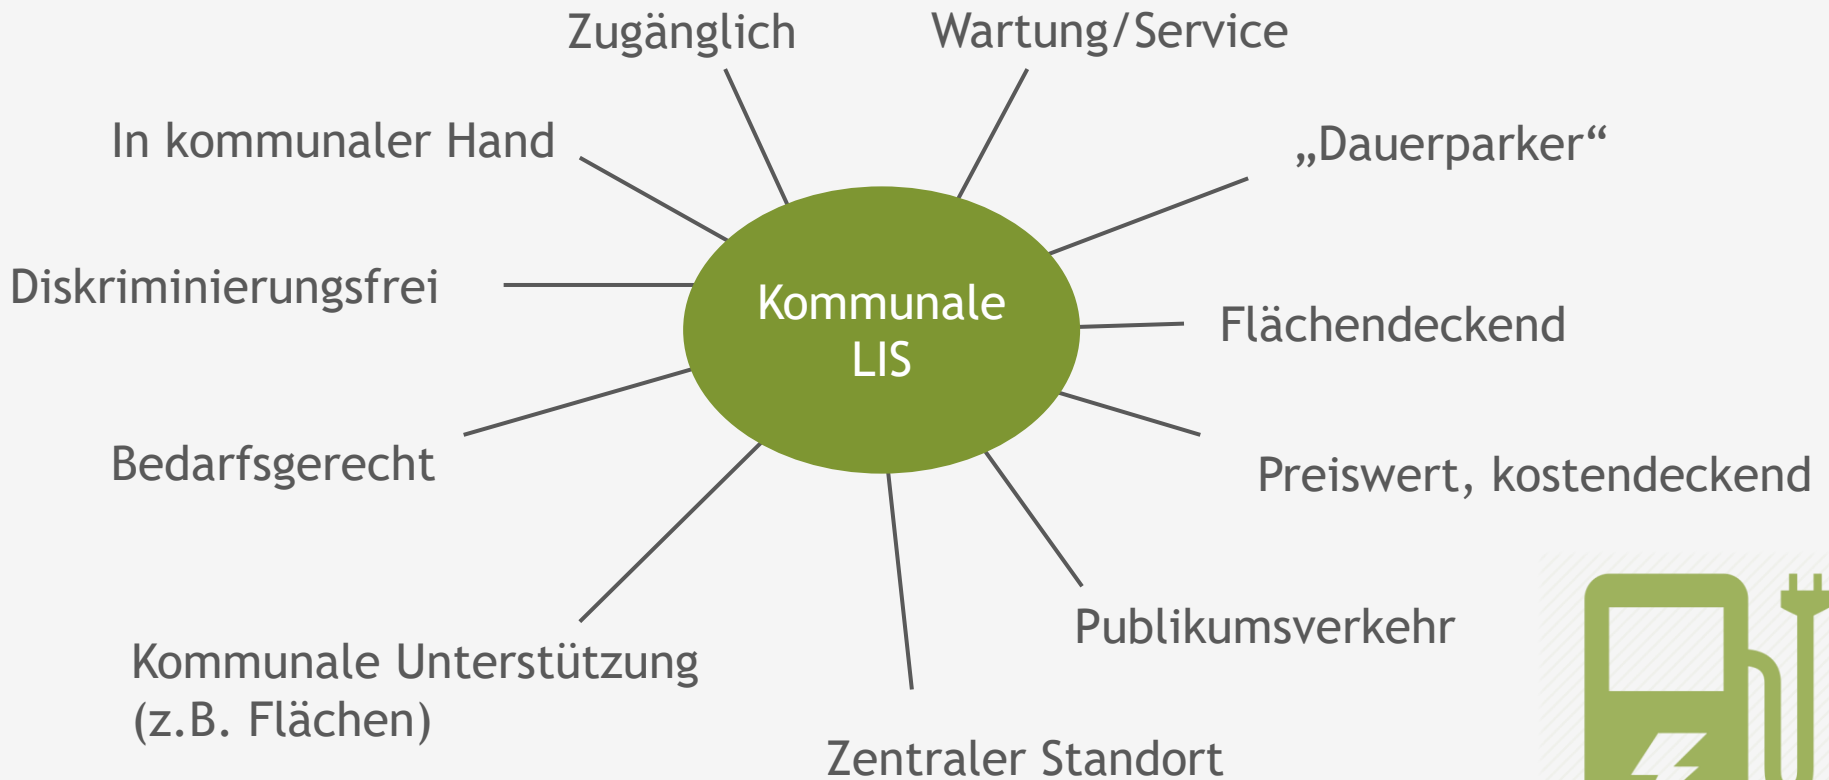 Zugänglich
Wartung/Service
In kommunaler Hand
„Dauerparker“
Diskriminierungsfrei
Kommunale
LIS
Flächendeckend
Bedarfsgerecht
Preiswert, kostendeckend
Publikumsverkehr
Kommunale Unterstützung
(z.B. Flächen)
Zentraler Standort